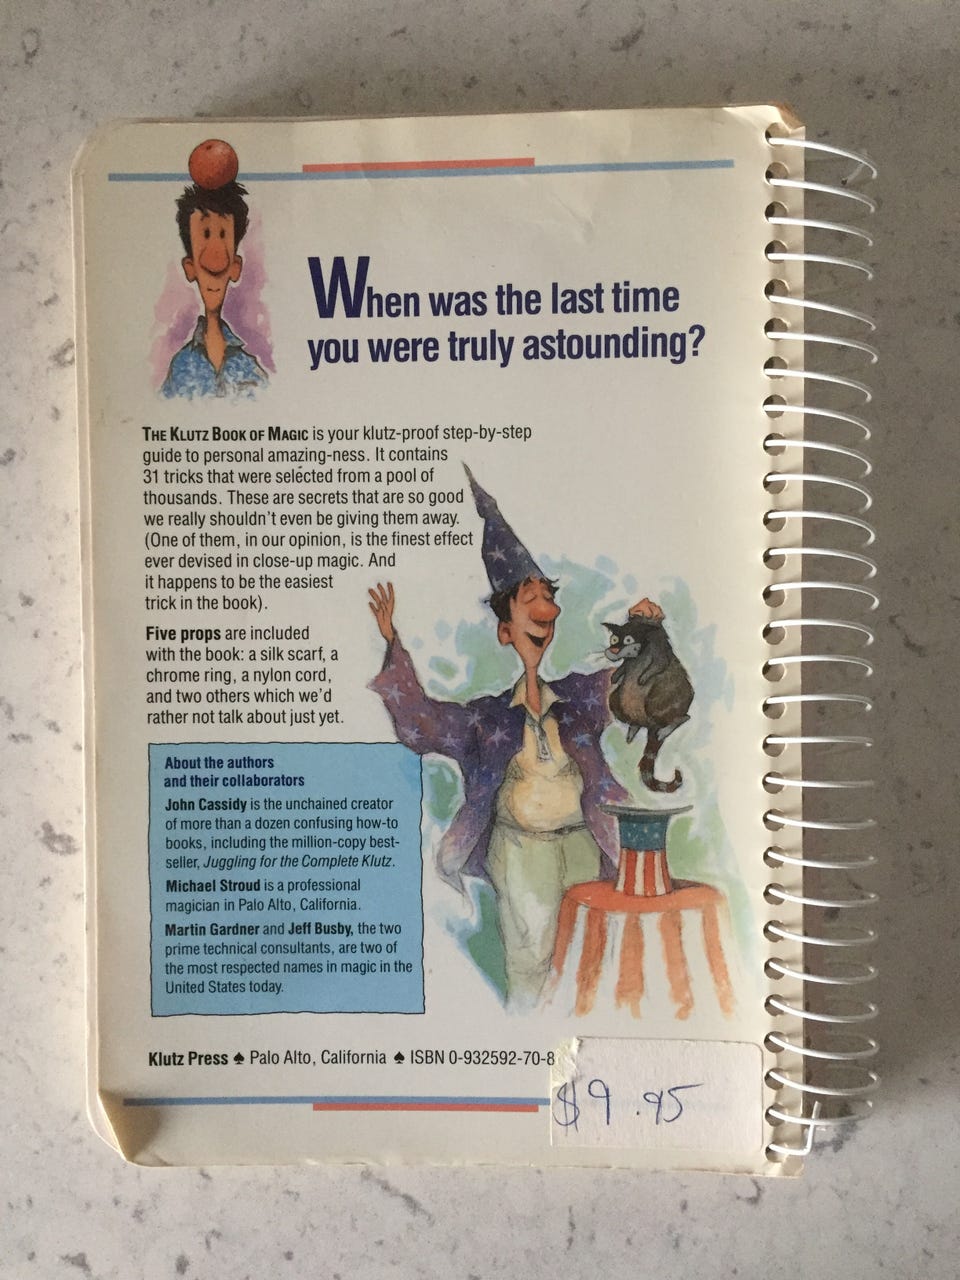 When was the last time
you were truly astounding?
THE KLUTZ BOOK OF MAGIC is your klutz-proof step-by-step
guide to personal amazing-ness. It contains
31 tricks that were selected from a pool of
thousands. These are secrets that are so good
we really shouldn't even be giving them away.
(One of them, in our opinion, is the finest effect
ever devised in close-up magic. And
it happens to be the easiest
trick in the book).
Five props are included
with the book: a silk scarf, a
chrome ring, a nylon cord,
and two others which we'd
rather not talk about just yet.
About the authors
and their collaborators
John Cassidy is the unchained creator
of more than a dozen confusing how-to
books, including the million-copy best-
seller, Juggling for the Complete Klutz.
Michael Stroud is a professional
magician in Palo Alto, California.
Martin Gardner and Jeff Busby, the two
prime technical consultants, are two of
the most respected names in magic in the
United States today.
Klutz Press ♠ Palo Alto, California ♠ ISBN 0-932592-70-8
$9.95